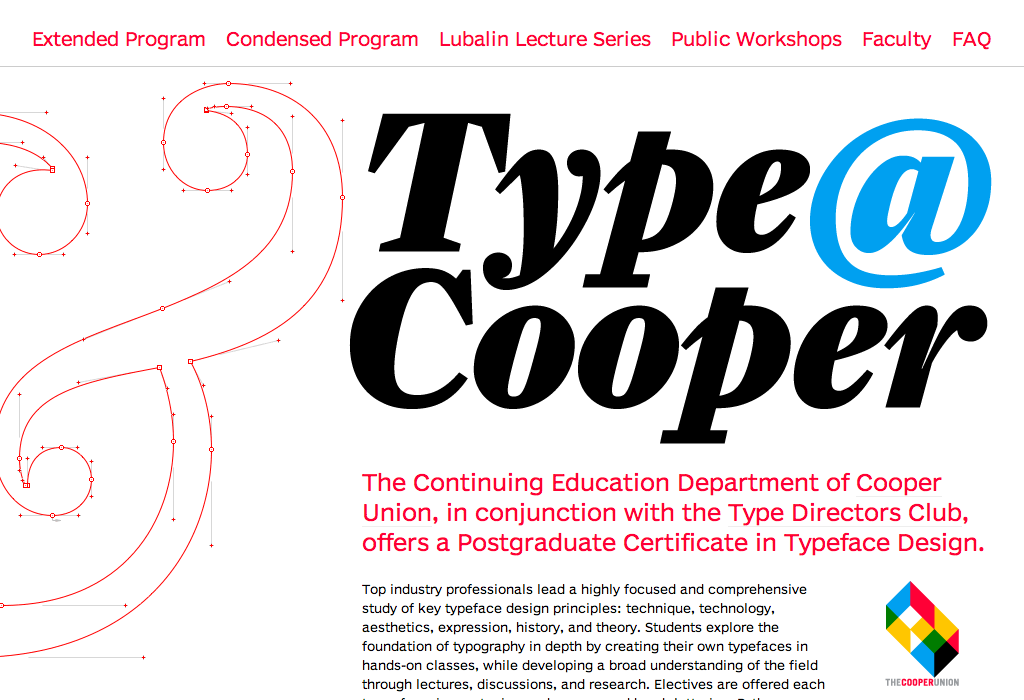 Extended Program Condensed Program Lubalin Lecture Series Public Workshops Faculty FAQ
Type@
Cooper
The Continuing Education Department of Cooper
Union, in conjunction with the Type Directors Club,
offers a Postgraduate Certificate in Typeface Design.
Top industry professionals lead a highly focused and comprehensive
study of key typeface design principles: technique, technology,
aesthetics, expression, history, and theory. Students explore the
foundation of typography in depth by creating their own typefaces in
hands-on classes, while developing a broad understanding of the field
through lectures, discussions, and research. Electives are offered each
THECOOPERUNION